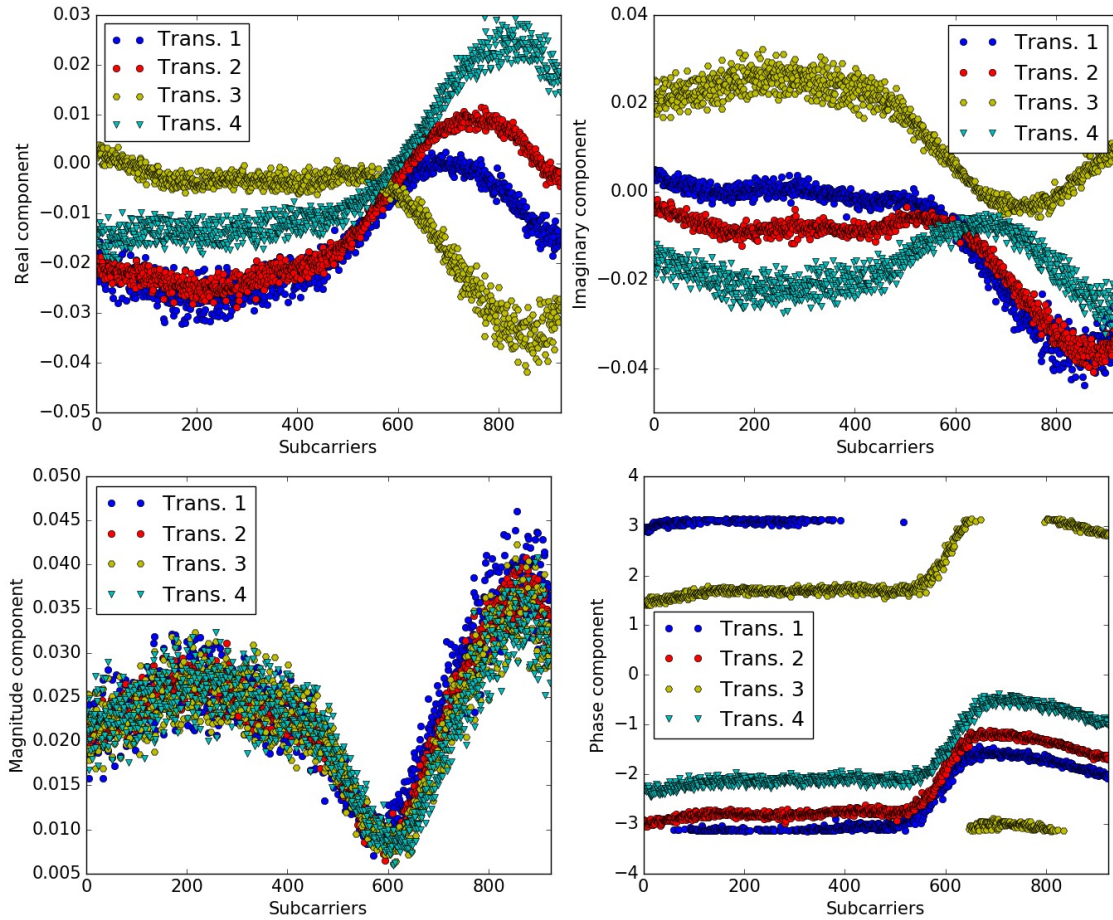 0.03
0.02
0.01
0.00
−0.01
−0.02
−0.03
−0.04
−0.05
Real component
Trans. 1
Trans. 2
Trans. 3
Trans. 4
0 200 400 600 800
Subcarriers
0.04
0.02
0.00
−0.02
−0.04
Imaginary component
Trans. 1
Trans. 2
Trans. 3
Trans. 4
0 200 400 600 800
Subcarriers
0.050
0.045
0.040
0.035
0.030
0.025
0.020
0.015
0.010
0.005
Magnitude component
Trans. 1
Trans. 2
Trans. 3
Trans. 4
0 200 400 600 800
Subcarriers
4
3
2
1
0
−1
−2
−3
−4
Phase component
Trans. 1
Trans. 2
Trans. 3
Trans. 4
0 200 400 600 800
Subcarriers